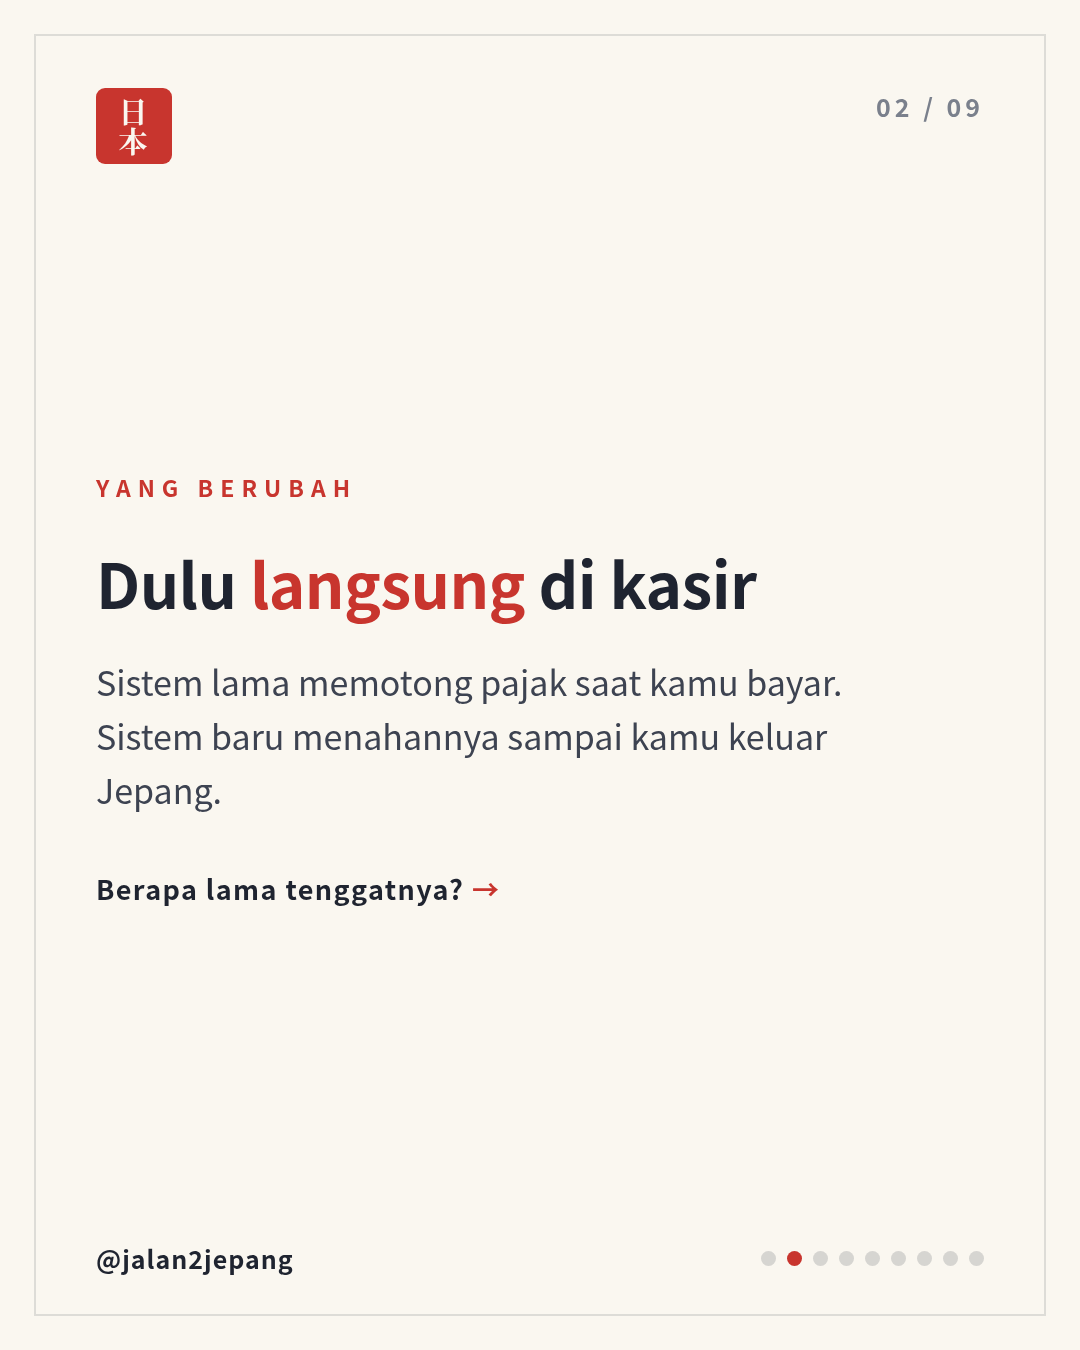 日本
02 / 09
YANG BERUBAH
Dulu langsung di kasir
Sistem lama memotong pajak saat kamu bayar.
Sistem baru menahannya sampai kamu keluar
Jepang.
Berapa lama tenggatnya? →
@jalan2jepang